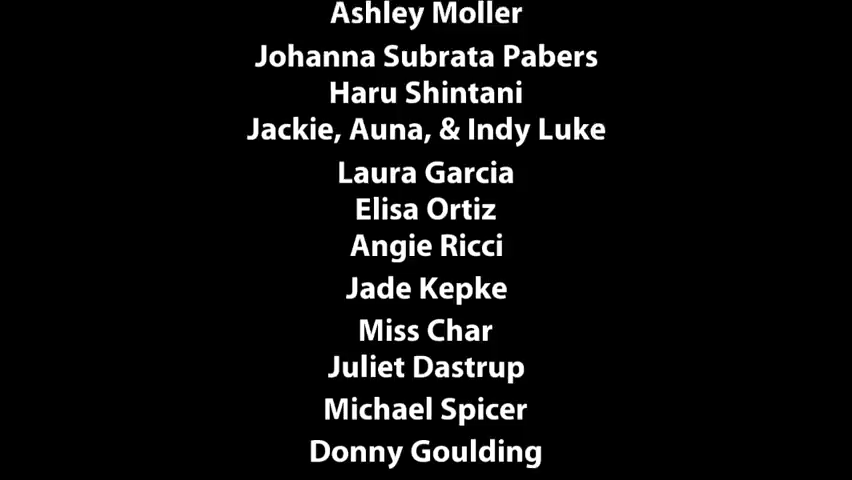 Ashley Moller
Johanna Subrata Pabers
Haru Shintani
Jackie, Auna, & Indy Luke
Laura Garcia
Elisa Ortiz
Angie Ricci
Jade Kepke
Miss Char
Juliet Dastrup
Michael Spicer
Donny Goulding